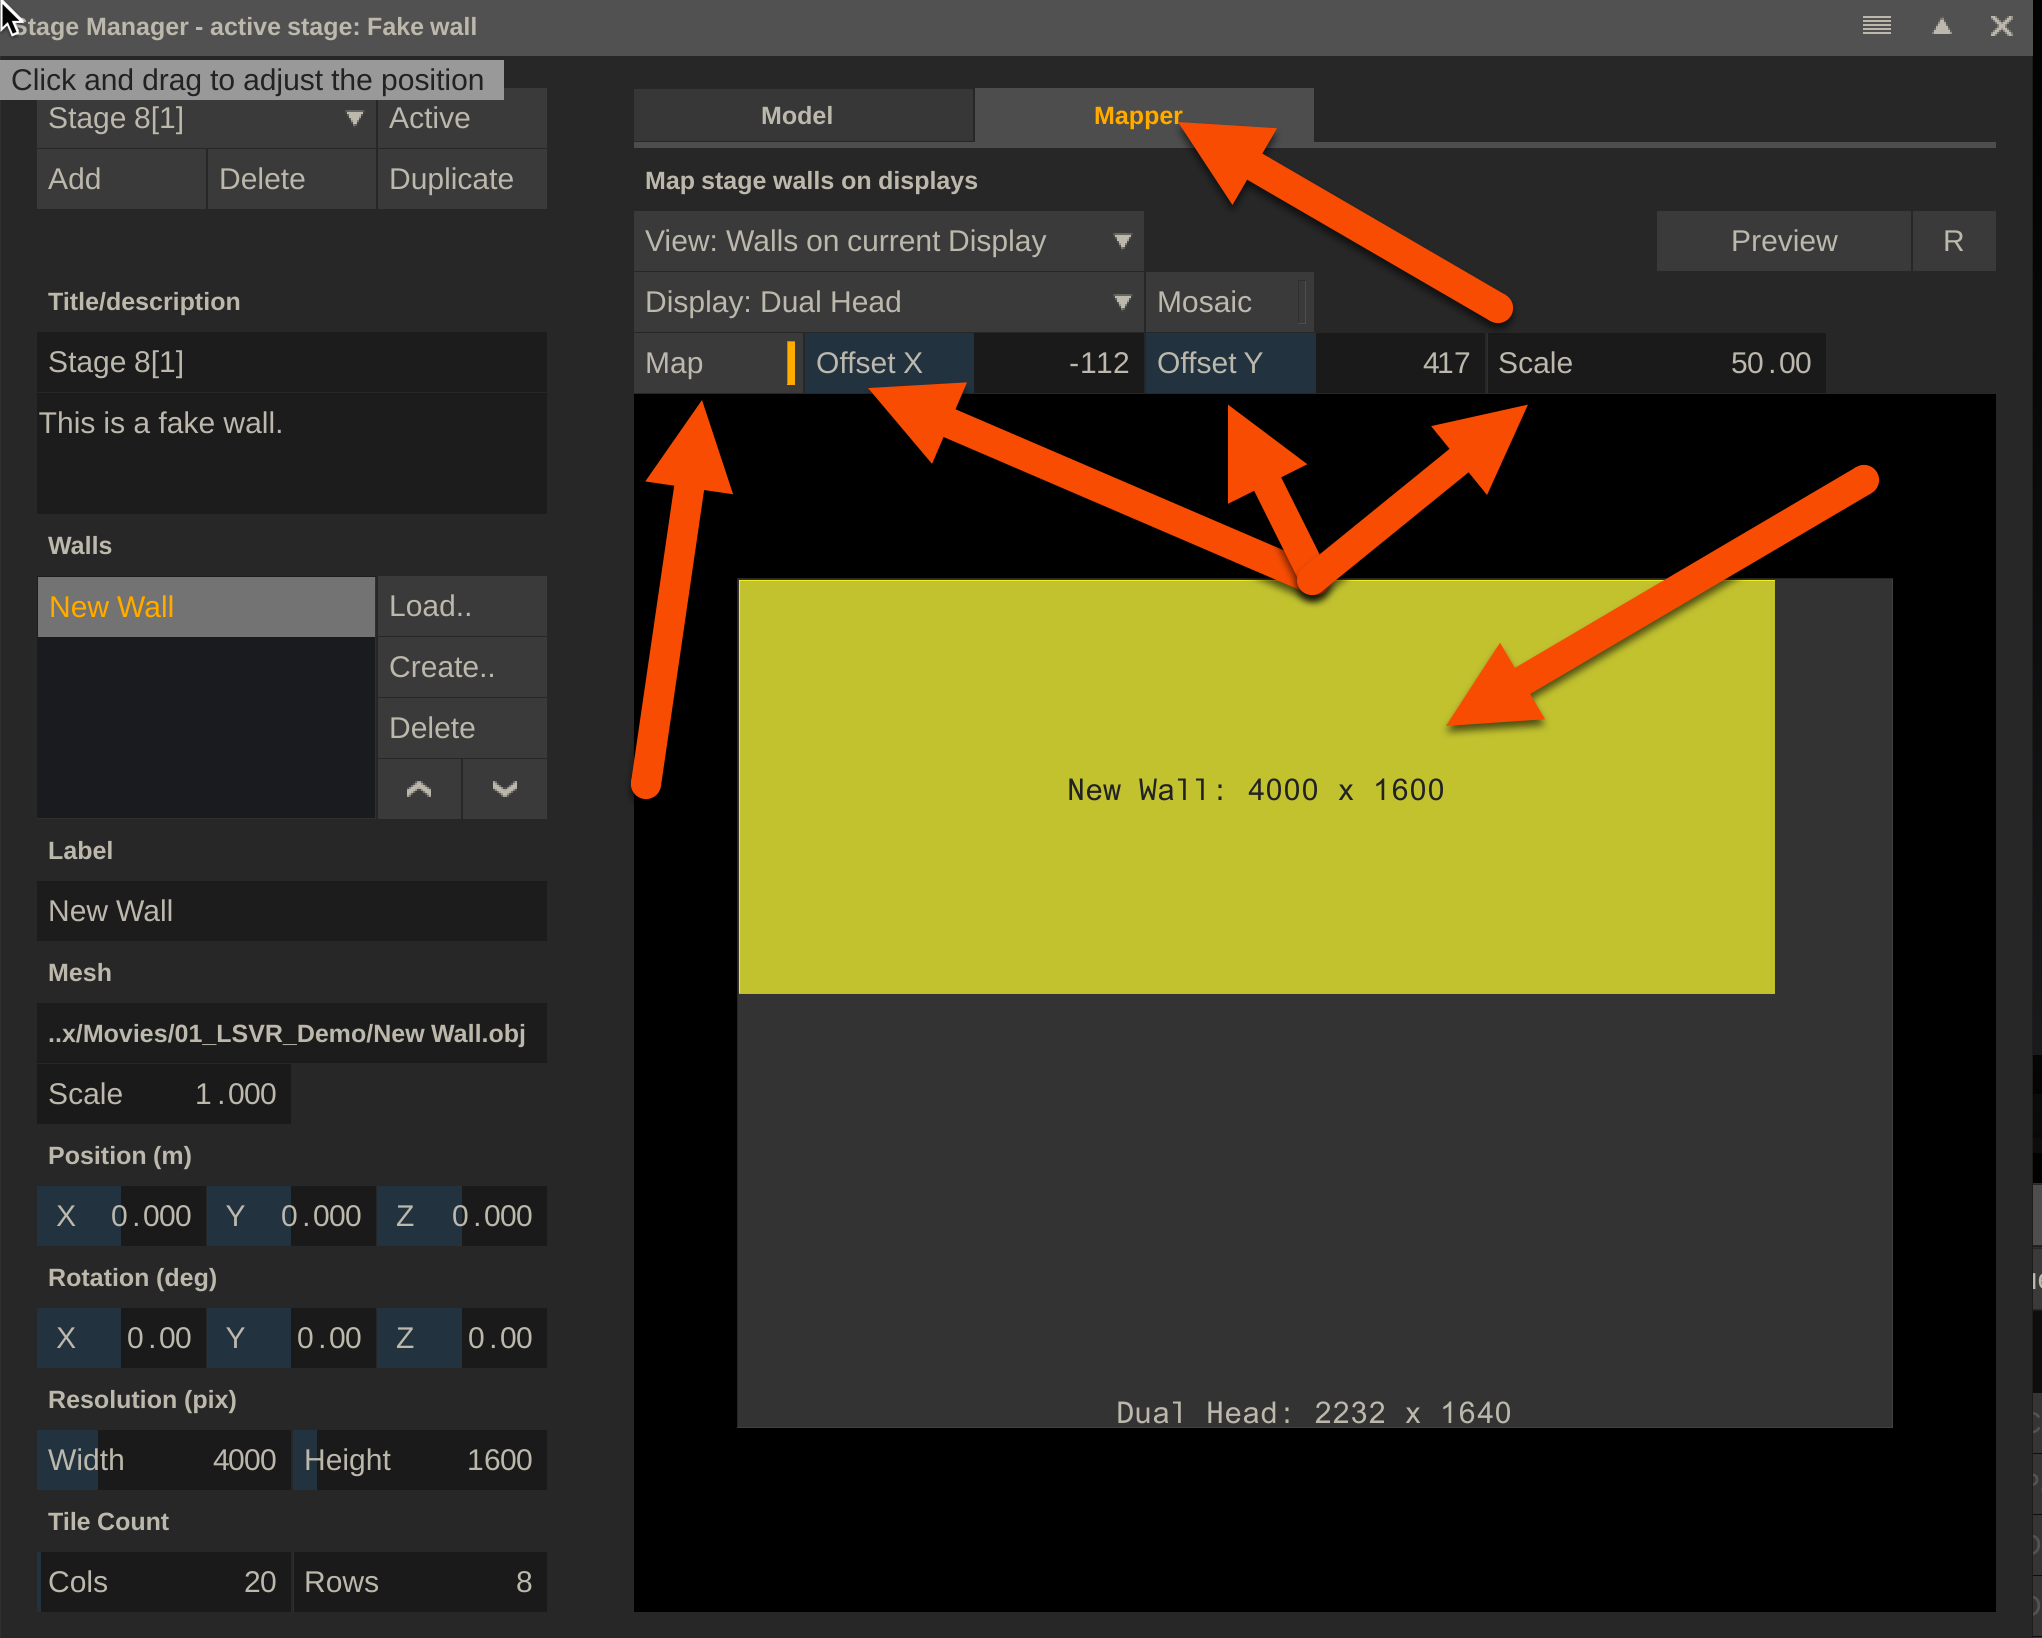 Stage Manager - active stage: Fake wall
Click and drag to adjust the position
Stage 8[1]
Active
Add
Delete
Duplicate
Title/description
Stage 8[1]
This is a fake wall.
Walls
New Wall
Load..
Create..
Delete
Label
New Wall
Mesh
..x/Movies/01_LSVR_Demo/New Wall.obj
Scale 1.000
Position (m)
X 0.000 Y 0.000 Z 0.000
Rotation (deg)
X 0.00 Y 0.00 Z 0.00
Resolution (pix)
Width 4000 Height 1600
Tile Count
Cols 20 Rows 8
Model
Mapper
Map stage walls on displays
View: Walls on current Display
Preview
R
Display: Dual Head
Mosaic
Map
Offset X -112
Offset Y 417
Scale 50.00
New Wall: 4000 x 1600
Dual Head: 2232 x 1640